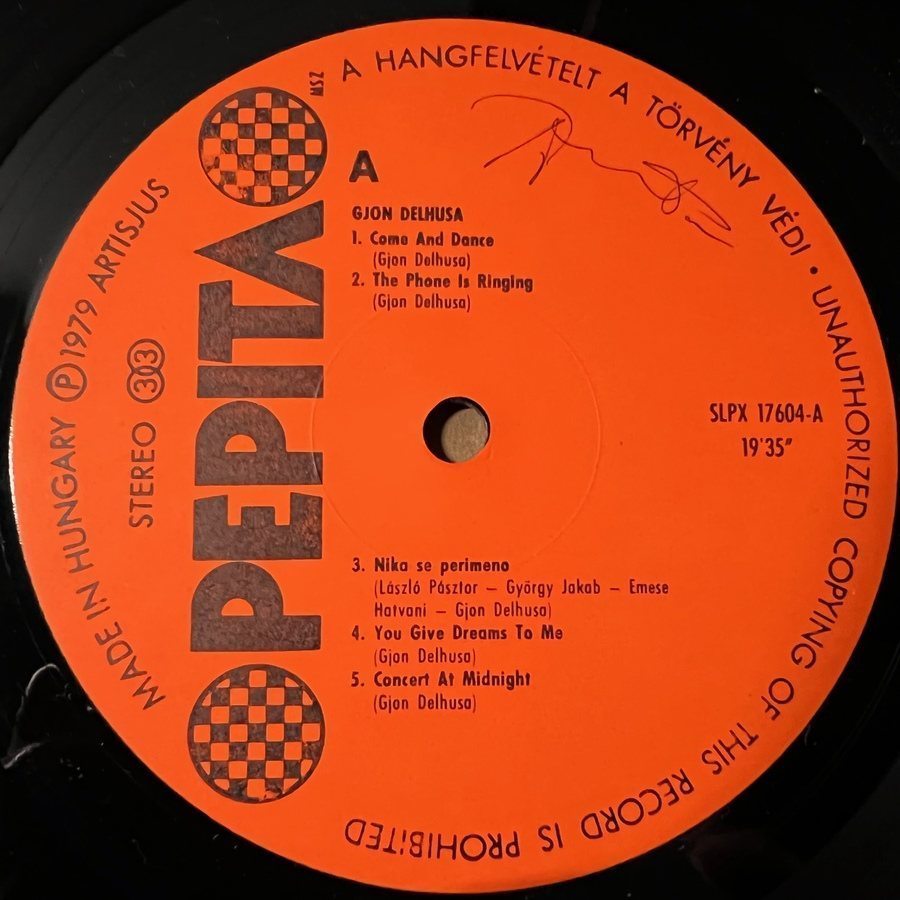 A HANGFELVÉTELT A TÖRVÉNY VÉDI • UNAUTHORIZED COPYING OF THIS RECORD IS PROHIBITED
MADE IN HUNGARY Ⓟ 1979 ARTISJUS
STEREO 33
PEPITA
MSZ
A
GJON DELHUSA
1. Come And Dance
(Gjon Delhusa)
2. The Phone Is Ringing
(Gjon Delhusa)
SLPX 17604-A
19'35"
3. Nika se perimeno
(László Pásztor – György Jakab – Emese
Hatvani – Gjon Delhusa)
4. You Give Dreams To Me
(Gjon Delhusa)
5. Concert At Midnight
(Gjon Delhusa)